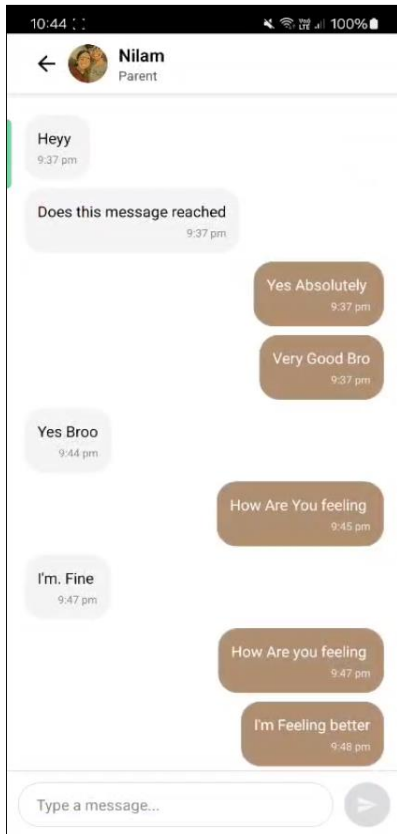 10:44
100%
Nilam
Parent
Heyy
9:37 pm
Does this message reached
9:37 pm
Yes Absolutely
9:37 pm
Very Good Bro
9:37 pm
Yes Broo
9:44 pm
How Are You feeling
9:45 pm
I'm. Fine
9:47 pm
How Are you feeling
9:47 pm
I'm Feeling better
9:48 pm
Type a message...